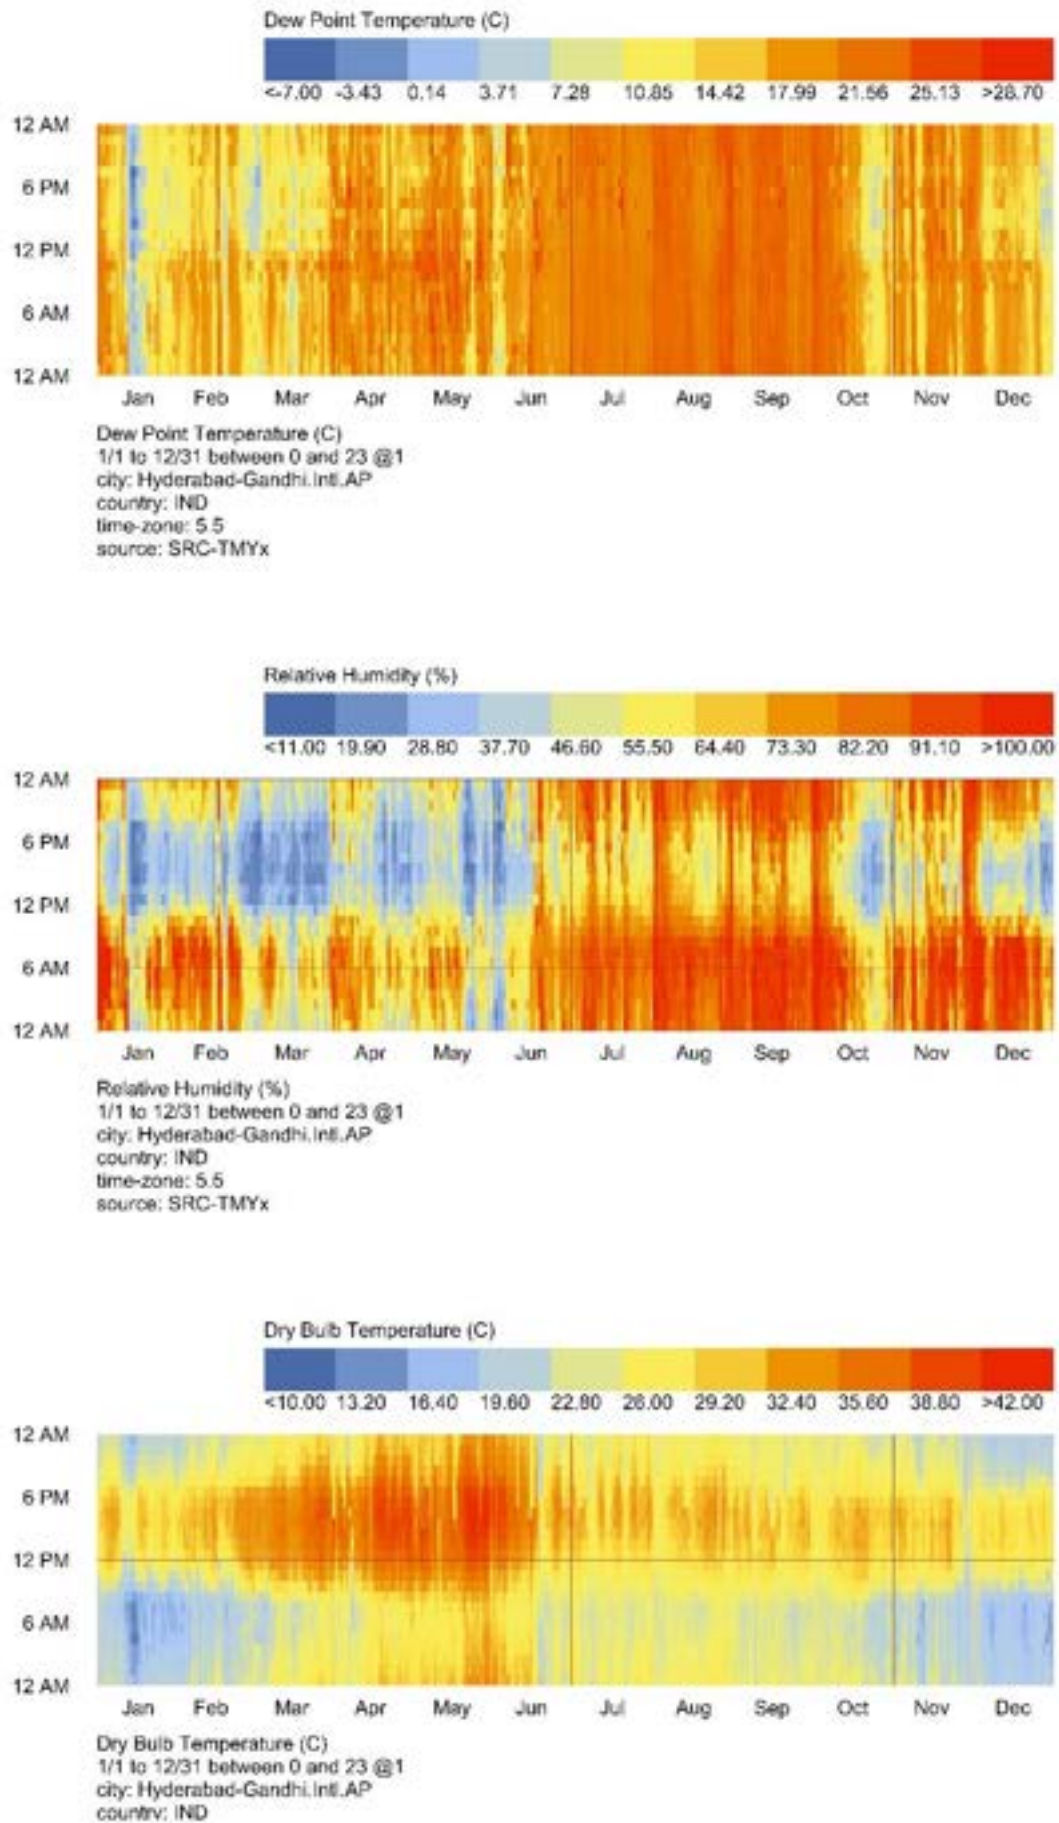 Dew Point Temperature (C)
<-7.00 -3.43 0.14 3.71 7.28 10.85 14.42 17.99 21.56 25.13 >28.70
12 AM
6 PM
12 PM
6 AM
12 AM
Jan Feb Mar Apr May Jun Jul Aug Sep Oct Nov Dec
Dew Point Temperature (C)
1/1 to 12/31 between 0 and 23 @1
city: Hyderabad-Gandhi.Intl.AP
country: IND
time-zone: 5.5
source: SRC-TMYx
Relative Humidity (%)
<11.00 19.90 28.80 37.70 46.60 55.50 64.40 73.30 82.20 91.10 >100.00
12 AM
6 PM
12 PM
6 AM
12 AM
Jan Feb Mar Apr May Jun Jul Aug Sep Oct Nov Dec
Relative Humidity (%)
1/1 to 12/31 between 0 and 23 @1
city: Hyderabad-Gandhi.Intl.AP
country: IND
time-zone: 5.5
source: SRC-TMYx
Dry Bulb Temperature (C)
<10.00 13.20 16.40 19.60 22.80 26.00 29.20 32.40 35.60 38.80 >42.00
12 AM
6 PM
12 PM
6 AM
12 AM
Jan Feb Mar Apr May Jun Jul Aug Sep Oct Nov Dec
Dry Bulb Temperature (C)
1/1 to 12/31 between 0 and 23 @1
city: Hyderabad-Gandhi.Intl.AP
country: IND